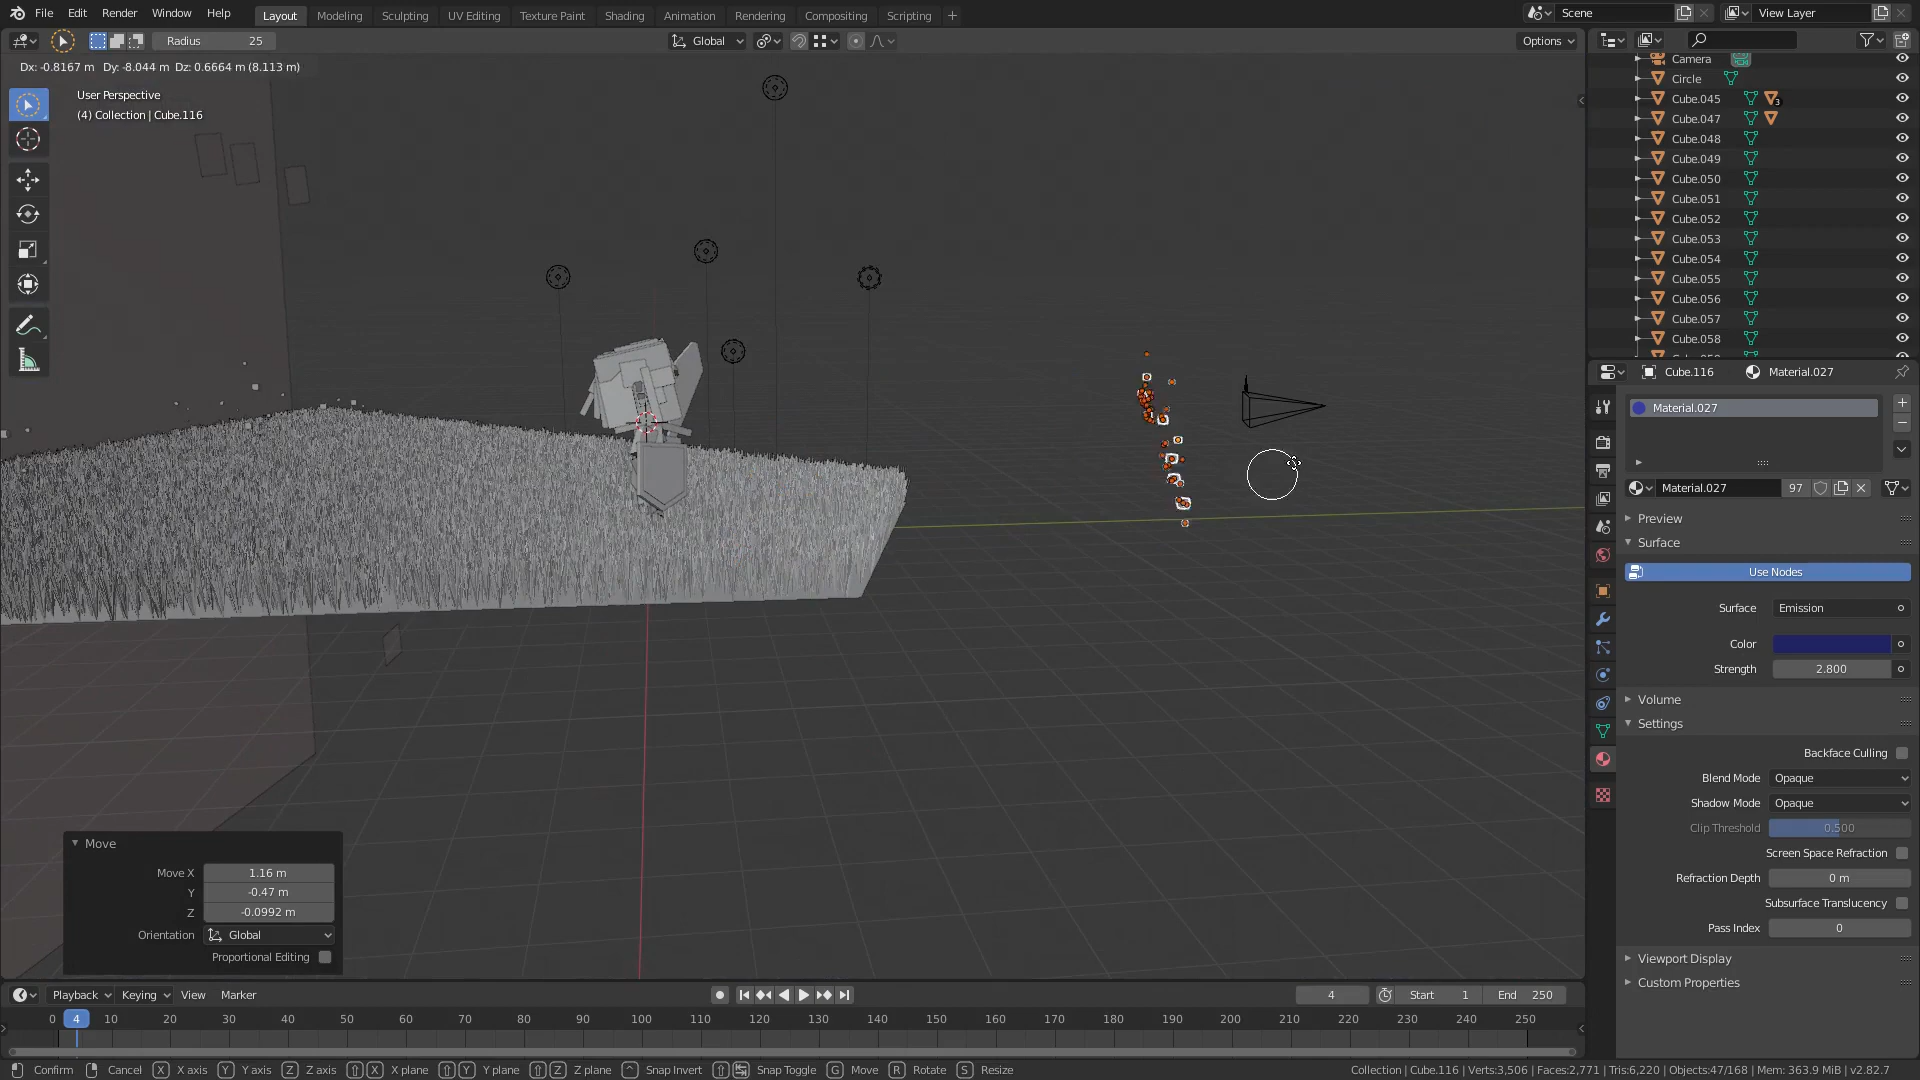 File Edit Render Window Help Layout Modeling Sculpting UV Editing Texture Paint Shading Animation Rendering Compositing Scripting + Scene View Layer
Radius 25 Global Options
Dx: -0.8167 m Dy: -8.044 m Dz: 0.6664 m (8.113 m)
User Perspective
(4) Collection | Cube.116
Camera
Circle
Cube.045 3
Cube.047
Cube.048
Cube.049
Cube.050
Cube.051
Cube.052
Cube.053
Cube.054
Cube.055
Cube.056
Cube.057
Cube.058
Cube.116 Material.027
Material.027
Material.027 97
Preview
Surface
Use Nodes
Surface Emission
Color
Strength 2.800
Volume
Settings
Backface Culling
Blend Mode Opaque
Shadow Mode Opaque
Clip Threshold 0.500
Screen Space Refraction
Refraction Depth 0 m
Subsurface Translucency
Pass Index 0
Viewport Display
Custom Properties
Move
Move X 1.16 m
Y -0.47 m
Z -0.0992 m
Orientation Global
Proportional Editing
Playback Keying View Marker 4 Start 1 End 250
0 4 10 20 30 40 50 60 70 80 90 100 110 120 130 140 150 160 170 180 190 200 210 220 230 240 250
Confirm Cancel X X axis Y Y axis Z Z axis X X plane Y Y plane Z Z plane Snap Invert Snap Toggle G Move R Rotate S Resize Collection | Cube.116 | Verts:3,506 | Faces:2,771 | Tris:6,220 | Objects:47/168 | Mem: 363.9 MiB | v2.82.7